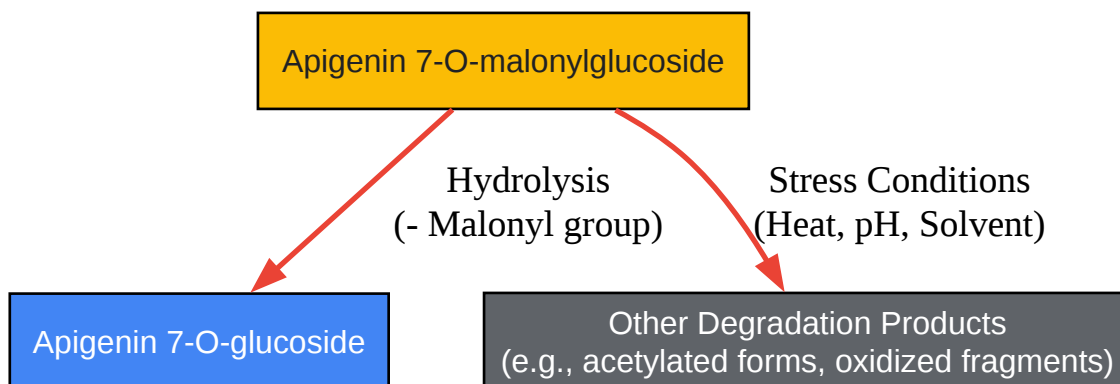 Apigenin 7-O-malonylglucoside
Hydrolysis
(- Malonyl group)
Stress Conditions
(Heat, pH, Solvent)
Apigenin 7-O-glucoside
Other Degradation Products
(e.g., acetylated forms, oxidized fragments)